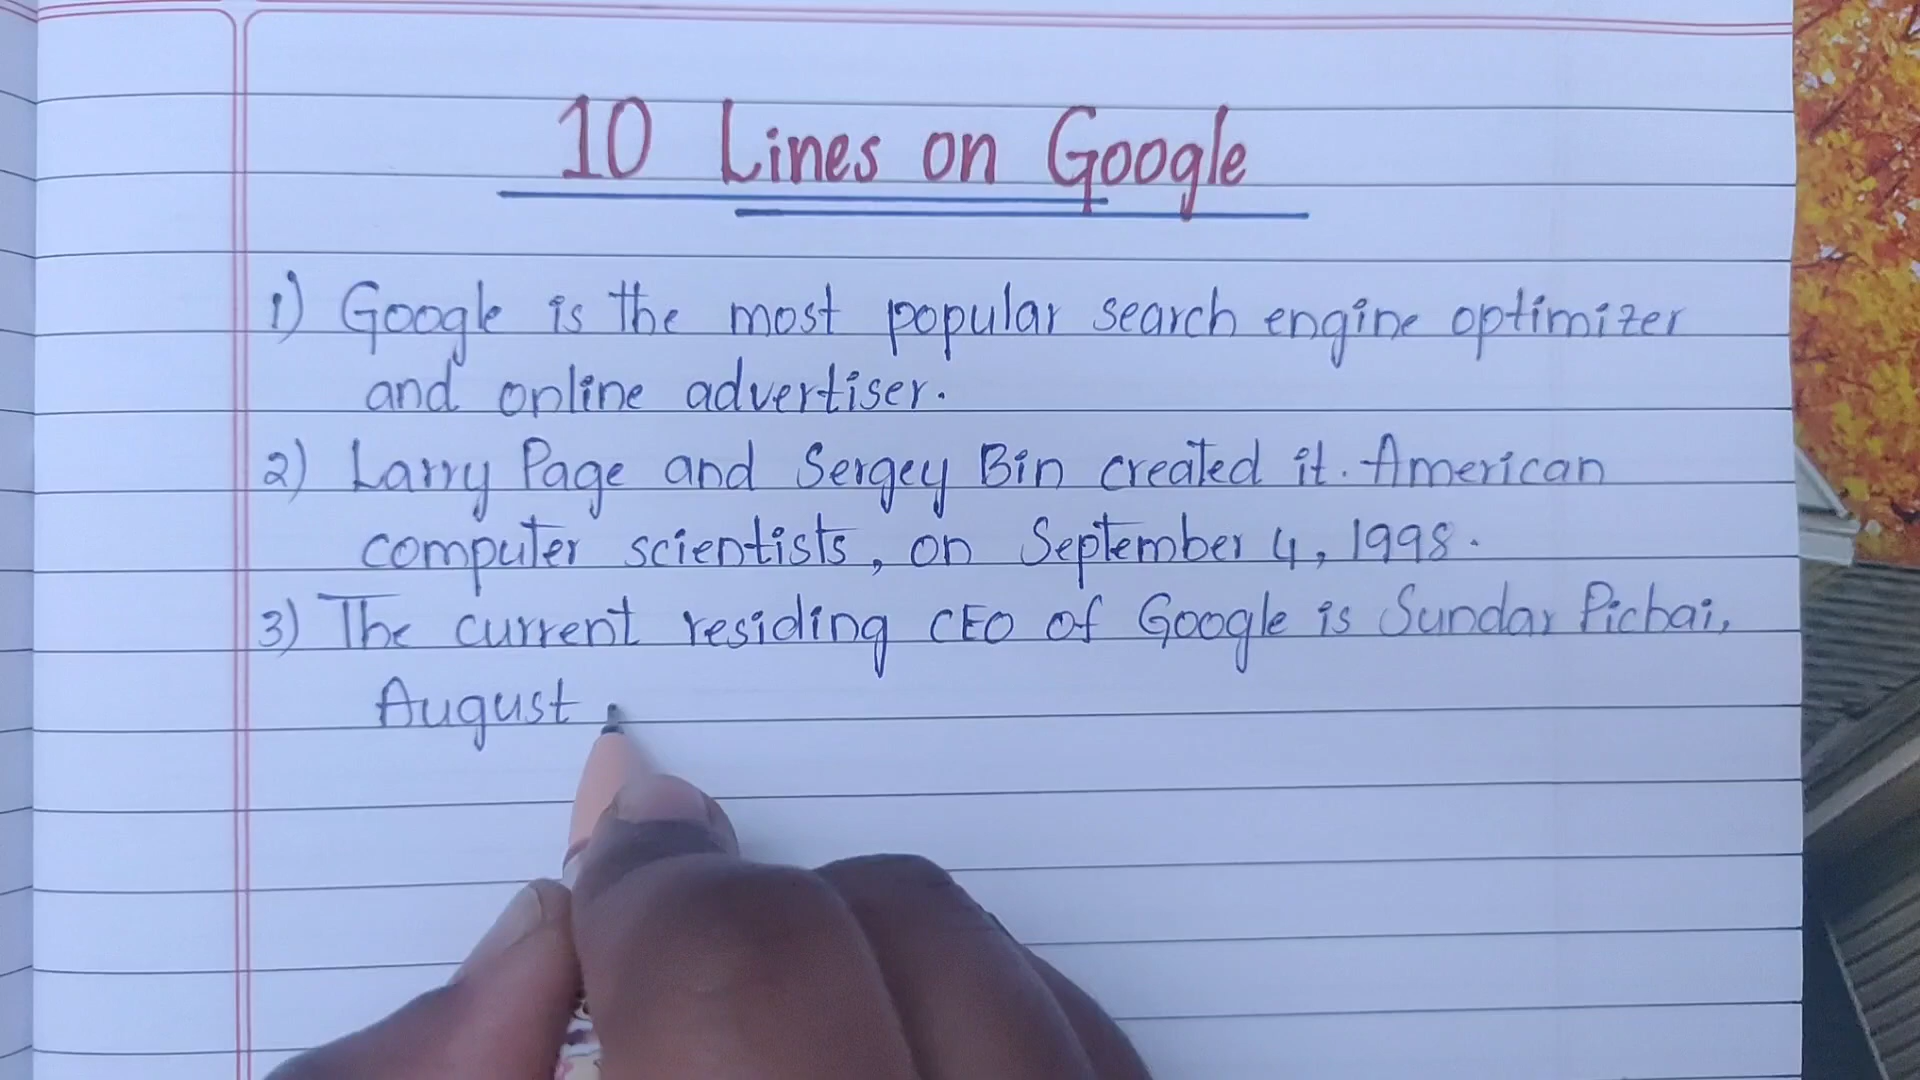 10 Lines on Google
1) Google is the most popular search engine optimizer
and online advertiser.
2) Larry Page and Sergey Bin created it. American
computer scientists, on September 4, 1998.
3) The current residing CEO of Google is Sundar Pichai,
August